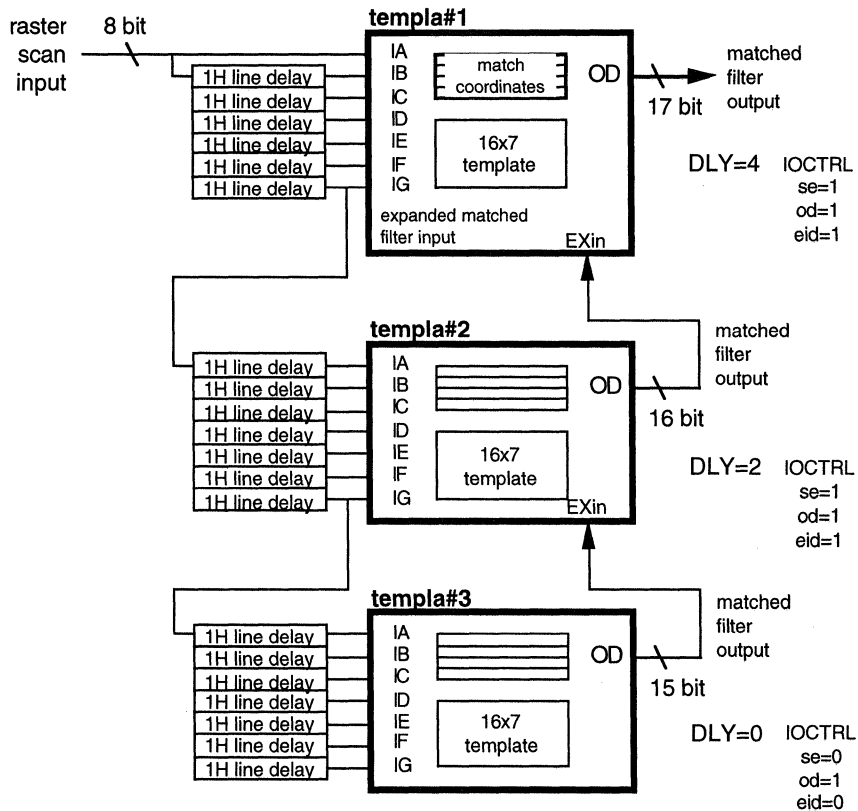 templa#1
raster
scan
input
8 bit
1H line delay
1H line delay
1H line delay
1H line delay
1H line delay
1H line delay
IA
IB
IC
ID
IE
IF
IG
match
coordinates
16x7
template
OD
expanded matched
filter input
EXin
matched
filter
output
17 bit
DLY=4
IOCTRL
se=1
od=1
eid=1
templa#2
1H line delay
1H line delay
1H line delay
1H line delay
1H line delay
1H line delay
1H line delay
IA
IB
IC
ID
IE
IF
IG
16x7
template
OD
EXin
matched
filter
output
16 bit
DLY=2
IOCTRL
se=1
od=1
eid=1
templa#3
1H line delay
1H line delay
1H line delay
1H line delay
1H line delay
1H line delay
1H line delay
IA
IB
IC
ID
IE
IF
IG
16x7
template
OD
matched
filter
output
15 bit
DLY=0
IOCTRL
se=0
od=1
eid=0